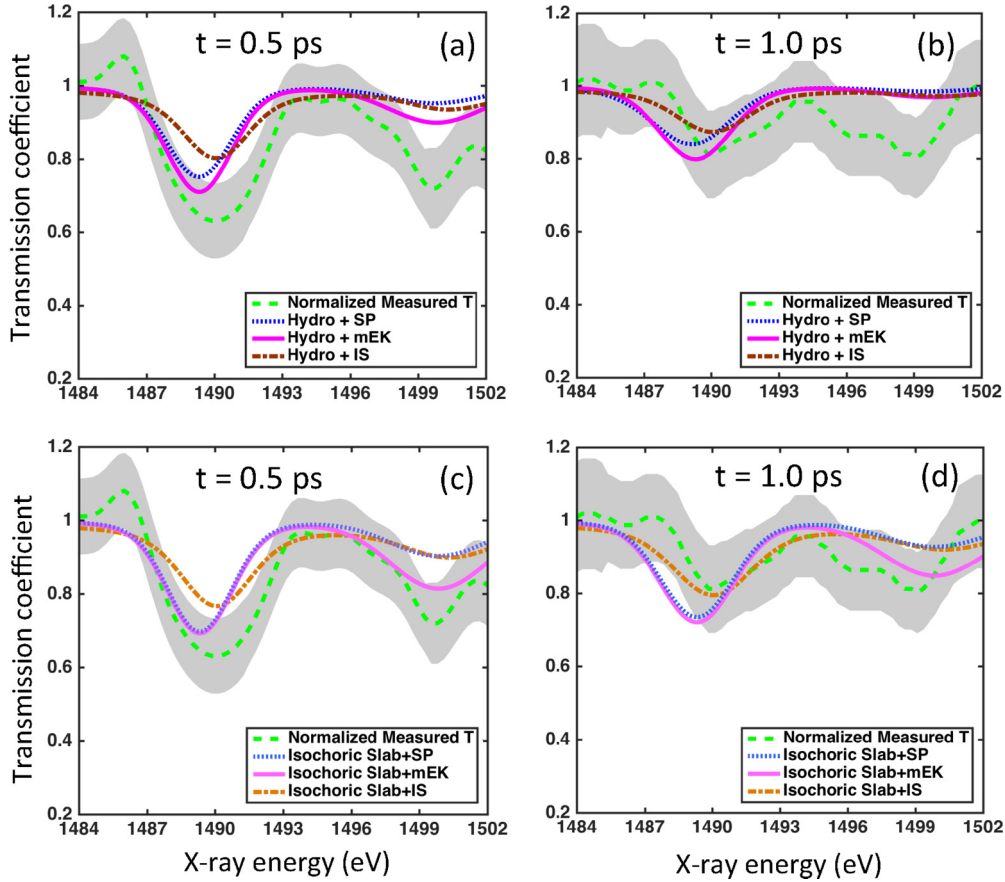 t = 0.5 ps
(a)
Transmission coefficient
1.2
1
0.8
0.6
0.4
0.2
Normalized Measured T
Hydro + SP
Hydro + mEK
Hydro + IS
1484 1487 1490 1493 1496 1499 1502
t = 1.0 ps
(b)
1.2
1
0.8
0.6
0.4
0.2
Normalized Measured T
Hydro + SP
Hydro + mEK
Hydro + IS
1484 1487 1490 1493 1496 1499 1502
t = 0.5 ps
(c)
Transmission coefficient
1.2
1
0.8
0.6
0.4
0.2
Normalized Measured T
Isochoric Slab+SP
Isochoric Slab+mEK
Isochoric Slab+IS
1484 1487 1490 1493 1496 1499 1502
X-ray energy (eV)
t = 1.0 ps
(d)
1.2
1
0.8
0.6
0.4
0.2
Normalized Measured T
Isochoric Slab+SP
Isochoric Slab+mEK
Isochoric Slab+IS
1484 1487 1490 1493 1496 1499 1502
X-ray energy (eV)